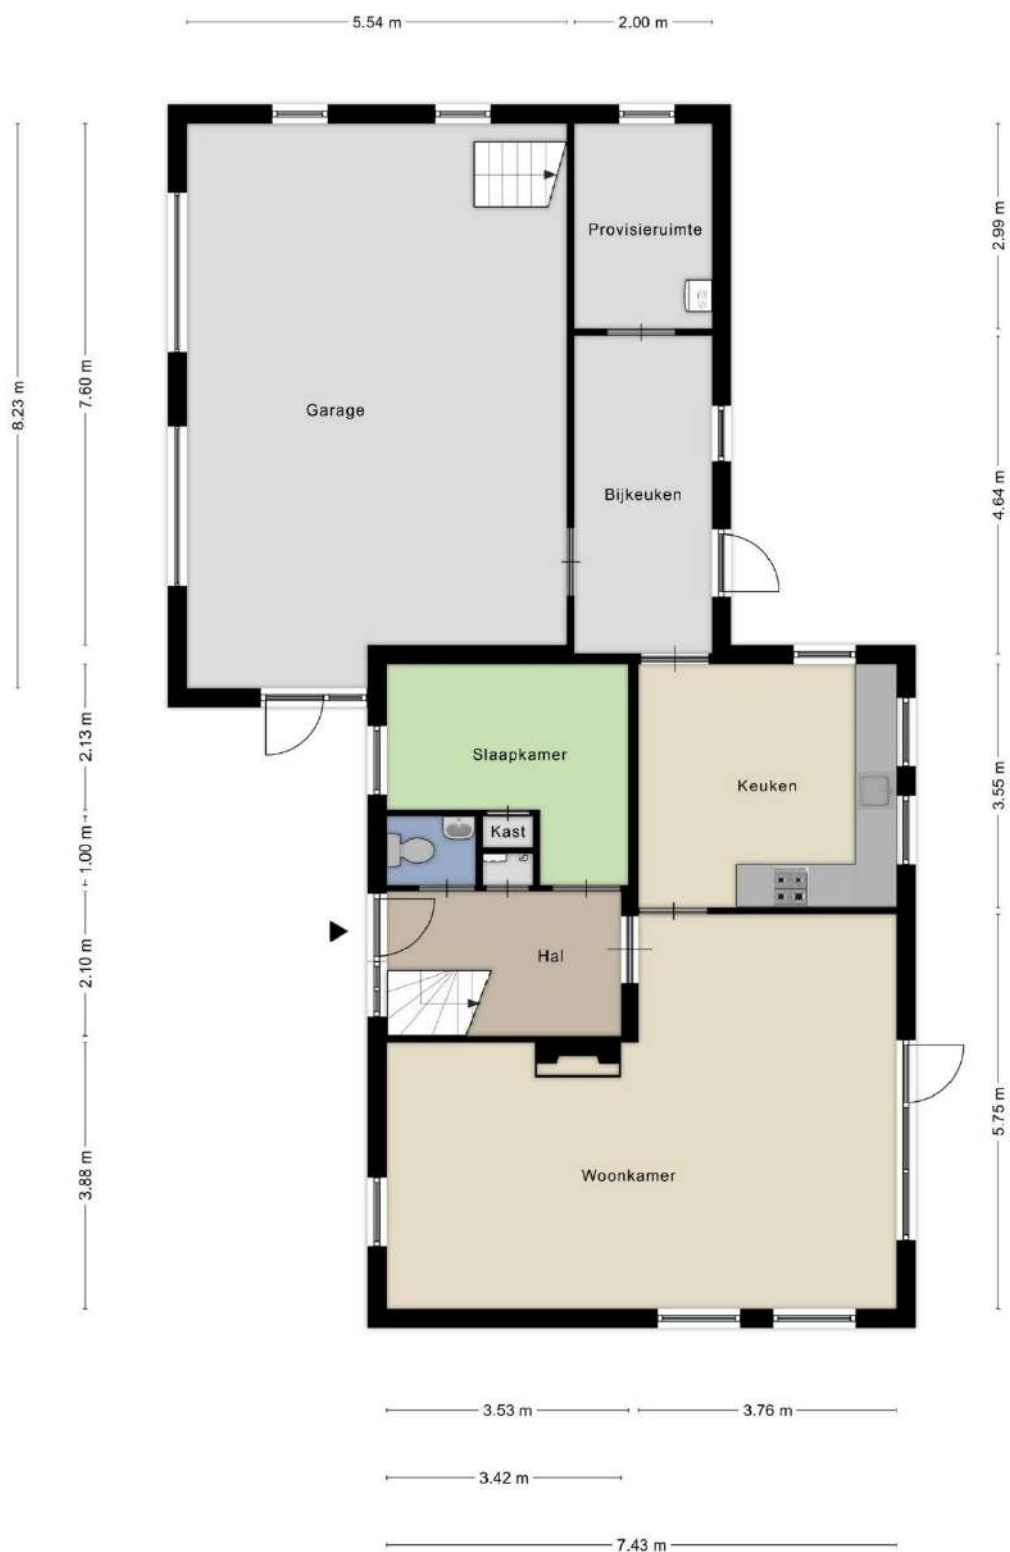 5.54 m
2.00 m
Provisieruimte
2.99 m
8.23 m
7.60 m
Garage
Bijkeuken
4.64 m
2.13 m
Slaapkamer
Keuken
3.55 m
1.00 m
Kast
2.10 m
Hal
5.75 m
3.88 m
Woonkamer
3.53 m
3.76 m
3.42 m
7.43 m